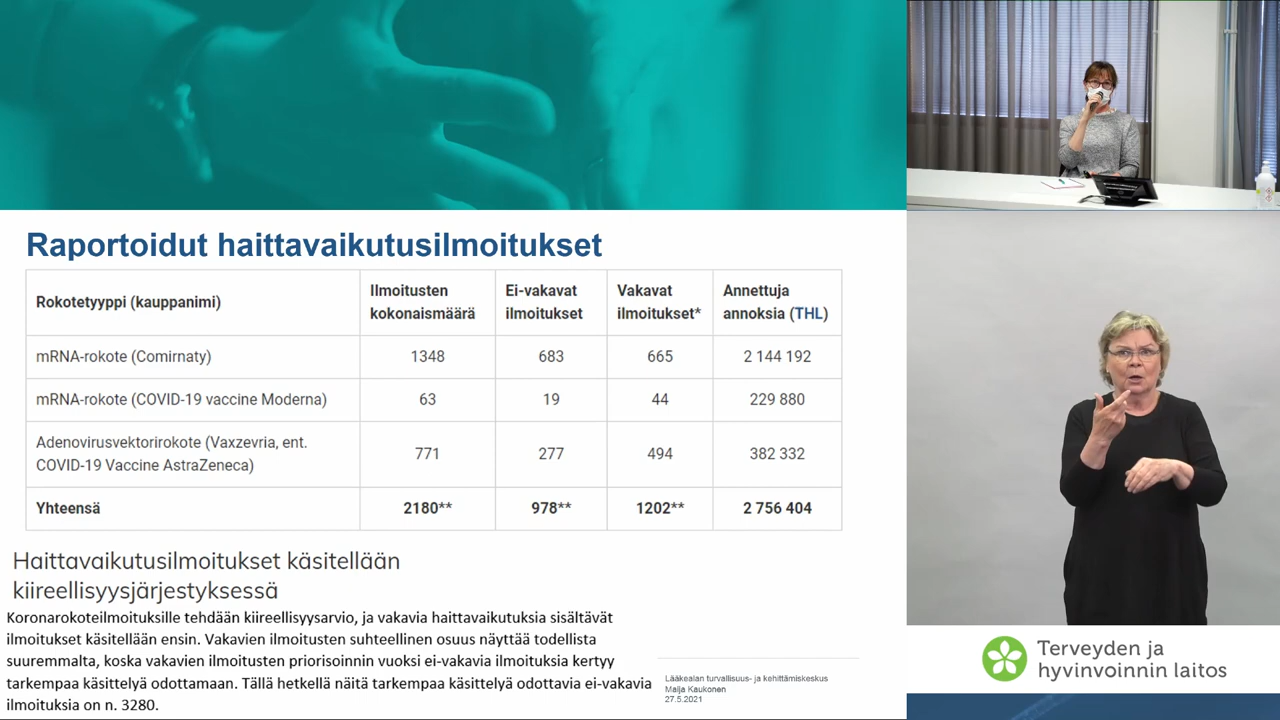 Raportoidut haittavaikutusilmoitukset
Rokotetyyppi (kauppanimi)
Ilmoitusten
kokonaismäärä
Ei-vakavat
ilmoitukset
Vakavat
ilmoitukset*
Annettuja
annoksia (THL)
mRNA-rokote (Comirnaty) 1348 683 665 2 144 192
mRNA-rokote (COVID-19 vaccine Moderna) 63 19 44 229 880
Adenovirusvektorirokote (Vaxzevria, ent.
COVID-19 Vaccine AstraZeneca) 771 277 494 382 332
Yhteensä 2180** 978** 1202** 2 756 404
Haittavaikutusilmoitukset käsitellään
kiireellisyysjärjestyksessä
Koronarokoteilmoituksille tehdään kiireellisyysarvio, ja vakavia haittavaikutuksia sisältävät
ilmoitukset käsitellään ensin. Vakavien ilmoitusten suhteellinen osuus näyttää todellista
suuremmalta, koska vakavien ilmoitusten priorisoinnin vuoksi ei-vakavia ilmoituksia kertyy
tarkempaa käsittelyä odottamaan. Tällä hetkellä näitä tarkempaa käsittelyä odottavia ei-vakavia
ilmoituksia on n. 3280.
Lääkealan turvallisuus- ja kehittämiskeskus
Maija Kaukonen
27.5.2021
Terveyden ja
hyvinvoinnin laitos